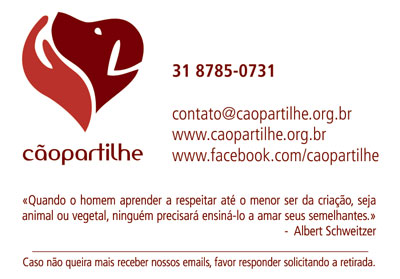 31 8785-0731
contato@caopartilhe.org.br
www.caopartilhe.org.br
www.facebook.com/caopartilhe
cãopartilhe
«Quando o homem aprender a respeitar até o menor ser da criação, seja
animal ou vegetal, ninguém precisará ensiná-lo a amar seus semelhantes.»
- Albert Schweitzer
Caso não queira mais receber nossos emails, favor responder solicitando a retirada.